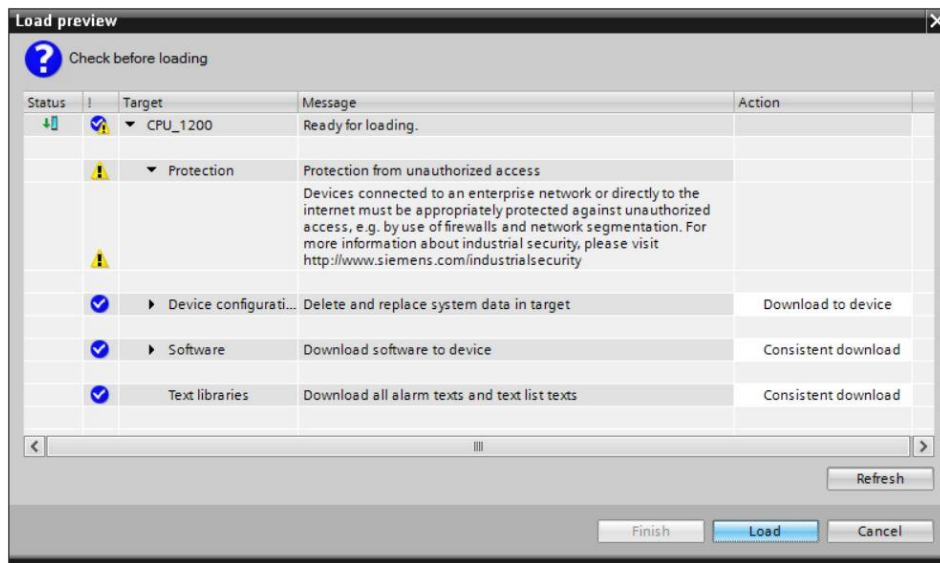 Load preview
Check before loading
Status ! Target Message Action
CPU_1200 Ready for loading.
Protection Protection from unauthorized access
Devices connected to an enterprise network or directly to the
internet must be appropriately protected against unauthorized
access, e.g. by use of firewalls and network segmentation. For
more information about industrial security, please visit
http://www.siemens.com/industrialsecurity
Device configurati... Delete and replace system data in target Download to device
Software Download software to device Consistent download
Text libraries Download all alarm texts and text list texts Consistent download
Refresh
Finish Load Cancel